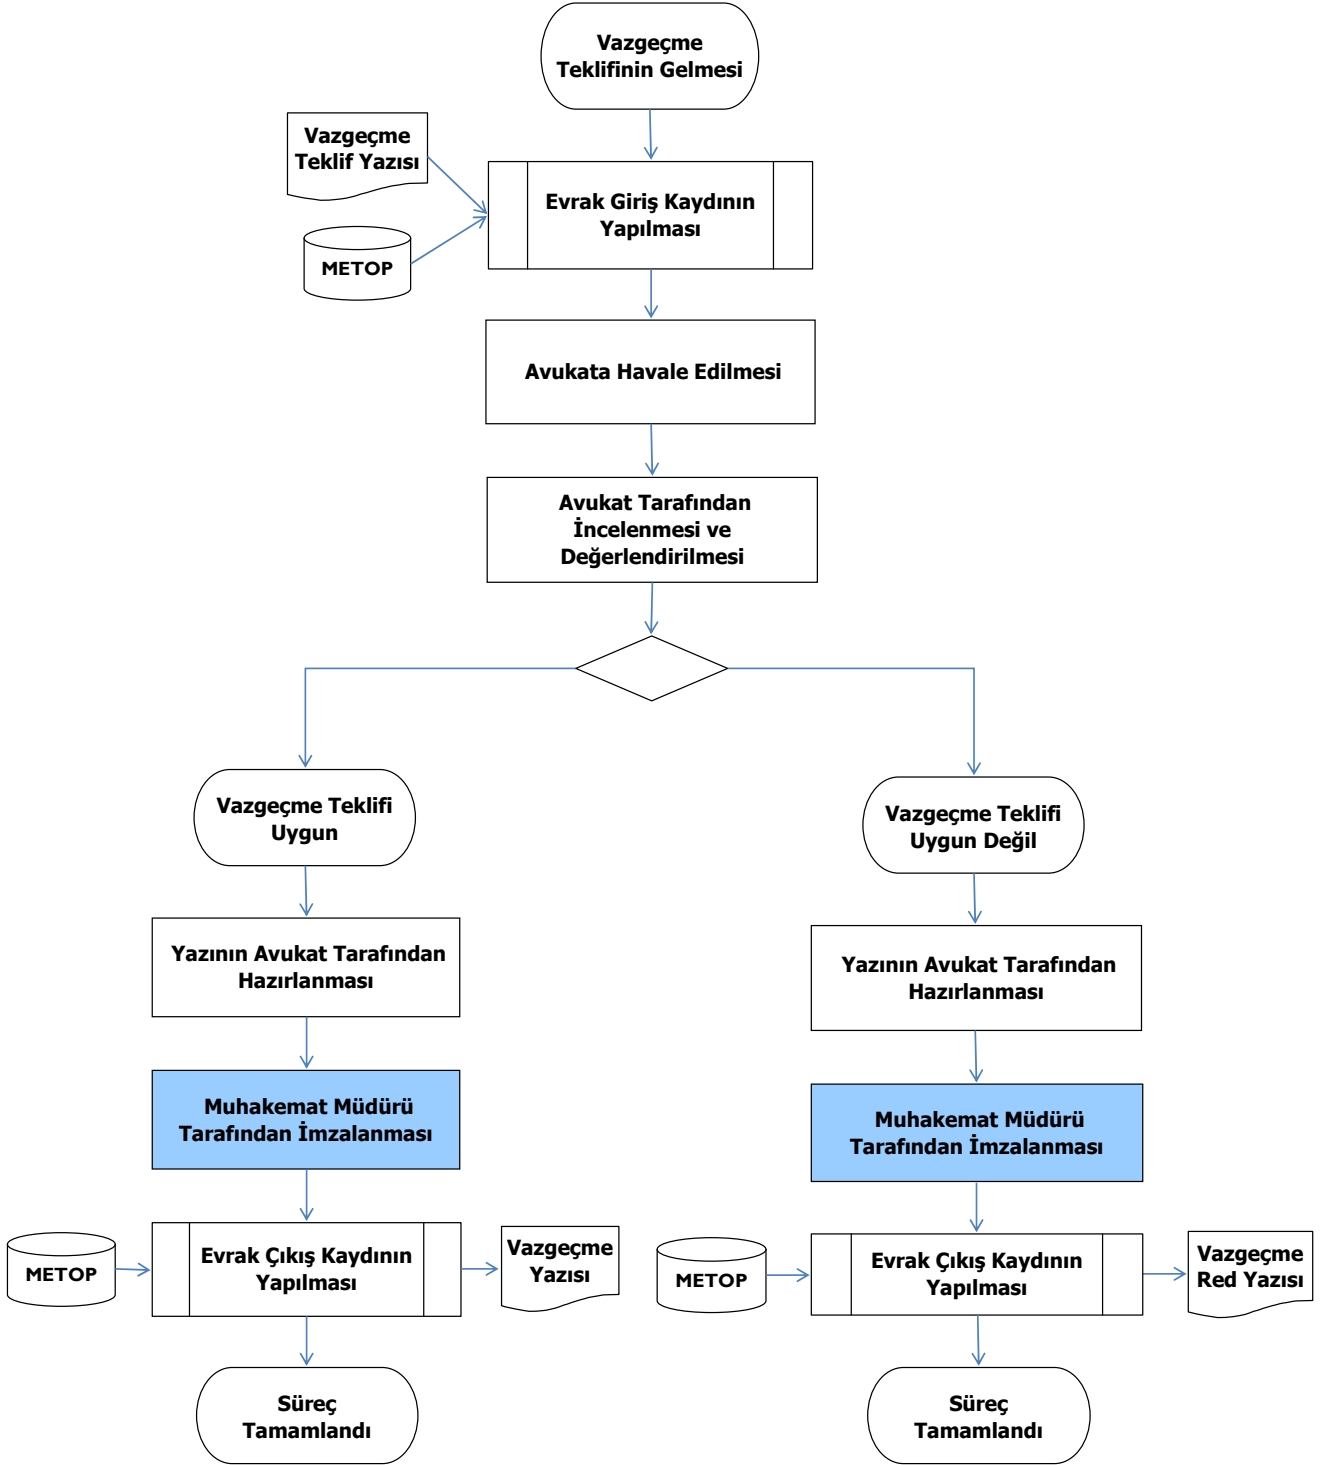 Vazgeçme
Teklifinin Gelmesi
Vazgeçme
Teklif Yazısı
METOP
Evrak Giriş Kaydının
Yapılması
Avukata Havale Edilmesi
Avukat Tarafından
İncelenmesi ve
Değerlendirilmesi
Vazgeçme Teklifi
Uygun
Yazının Avukat Tarafından
Hazırlanması
Muhakemat Müdürü
Tarafından İmzalanması
METOP
Evrak Çıkış Kaydının
Yapılması
Vazgeçme
Yazısı
Süreç
Tamamlandı
Vazgeçme Teklifi
Uygun Değil
Yazının Avukat Tarafından
Hazırlanması
Muhakemat Müdürü
Tarafından İmzalanması
METOP
Evrak Çıkış Kaydının
Yapılması
Vazgeçme
Red Yazısı
Süreç
Tamamlandı